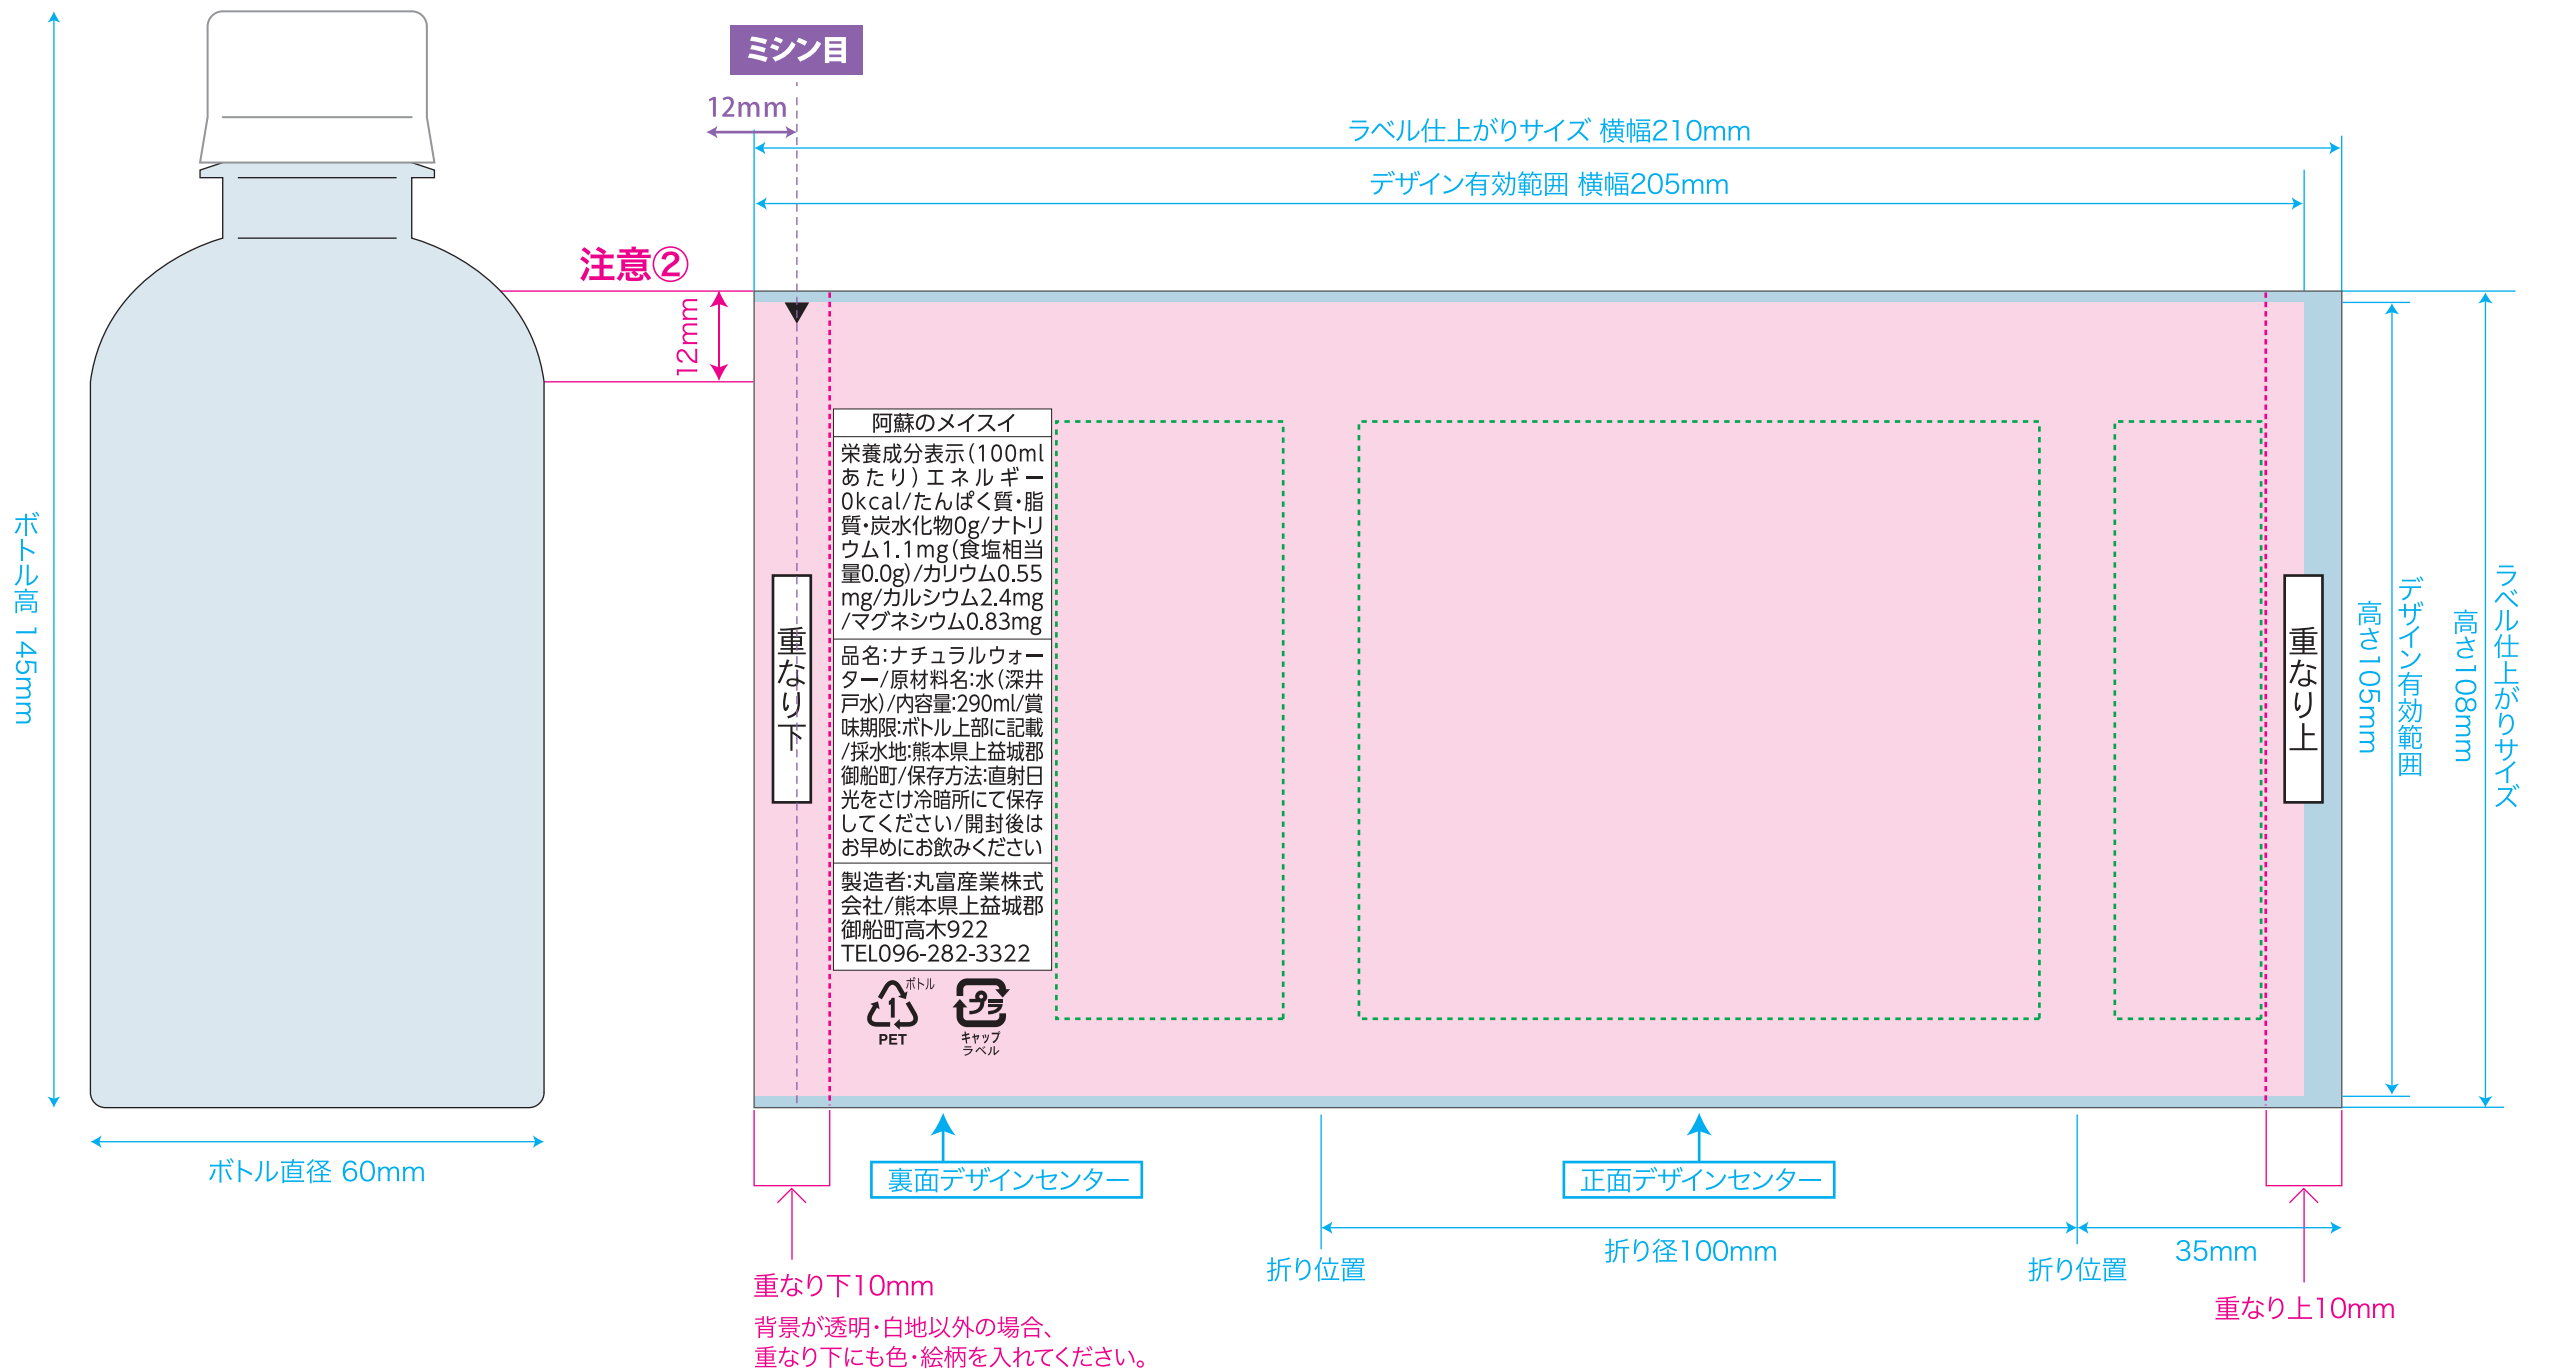 ミシン目
12mm
ラベル仕上がりサイズ 横幅210mm
デザイン有効範囲 横幅205mm
注意②
12mm
ボトル高 145mm
ボトル直径 60mm
重なり下
阿蘇のメイスイ
栄養成分表示(100ml
あたり)エネルギー
0kcal/たんぱく質・脂
質・炭水化物0g/ナトリ
ウム1.1mg(食塩相当
量0.0g)/カリウム0.55
mg/カルシウム2.4mg
/マグネシウム0.83mg
品名:ナチュラルウォー
ター/原材料名:水(深井
戸水)/内容量:290ml/賞
味期限:ボトル上部に記載
/採水地:熊本県上益城郡
御船町/保存方法:直射日
光をさけ冷暗所にて保存
してください/開封後は
お早めにお飲みください
製造者:丸富産業株式
会社/熊本県上益城郡
御船町高木922
TEL096-282-3322
1
ボトル
PET
プラ
キャップ
ラベル
重なり上
デザイン有効範囲
高さ105mm
ラベル仕上がりサイズ
高さ108mm
裏面デザインセンター
正面デザインセンター
折り位置
折り径100mm
折り位置
35mm
重なり下10mm
背景が透明・白地以外の場合、
重なり下にも色・絵柄を入れてください。
重なり上10mm